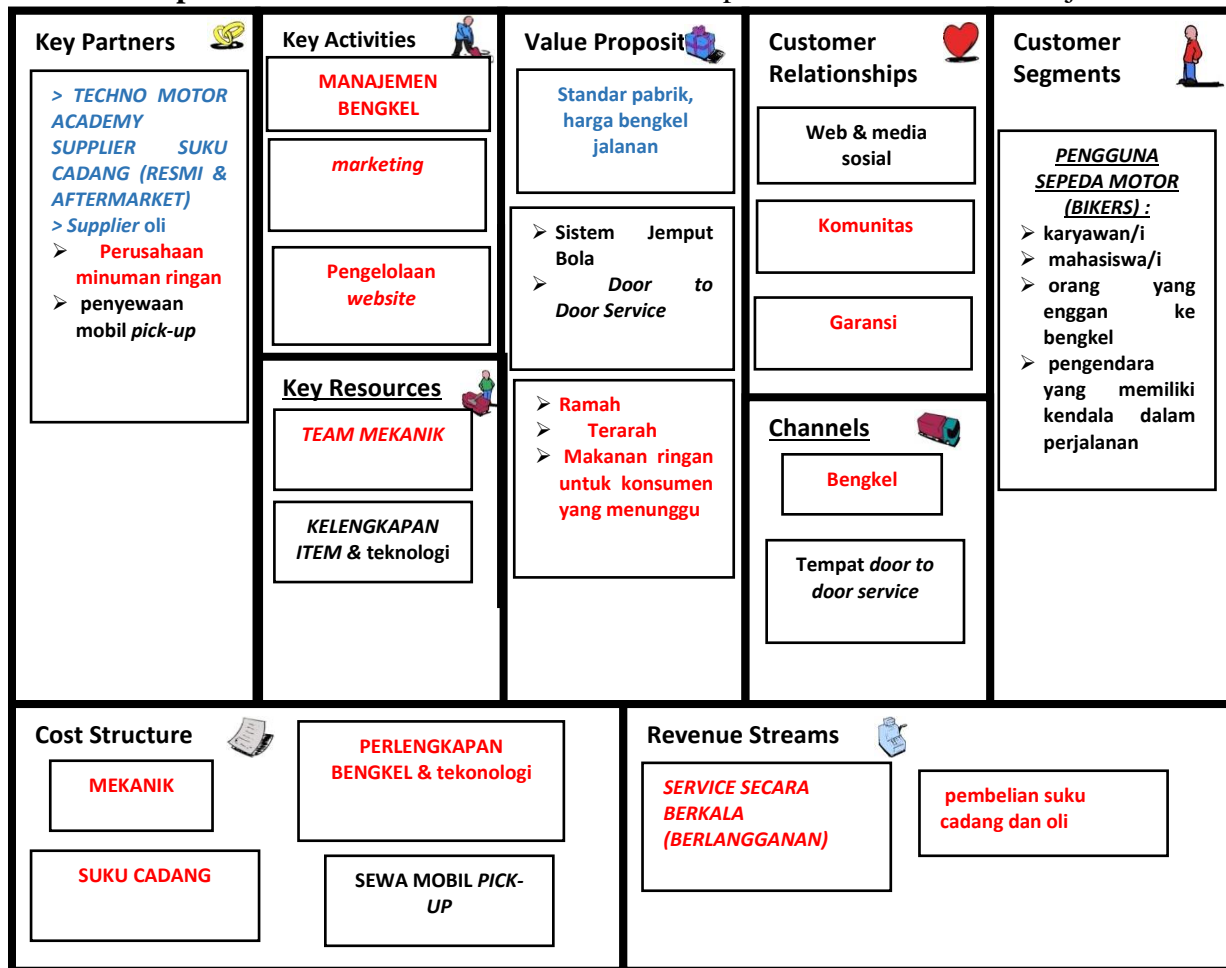 Key Partners
> TECHNO MOTOR
ACADEMY
SUPPLIER SUKU
CADANG (RESMI &
AFTERMARKET)
> Supplier oli
➢ Perusahaan
minuman ringan
➢ penyewaan
mobil pick-up
Key Activities
MANAJEMEN
BENGKEL
marketing
Pengelolaan
website
Key Resources
TEAM MEKANIK
KELENGKAPAN
ITEM & teknologi
Value Proposit
Standar pabrik,
harga bengkel
jalanan
➢ Sistem Jemput
Bola
➢ Door to
Door Service
➢ Ramah
➢ Terarah
➢ Makanan ringan
untuk konsumen
yang menunggu
Customer
Relationships
Web & media
sosial
Komunitas
Garansi
Channels
Bengkel
Tempat door to
door service
Customer
Segments
PENGGUNA
SEPEDA MOTOR
(BIKERS) :
➢ karyawan/i
➢ mahasiswa/i
➢ orang yang
enggan ke
bengkel
➢ pengendara
yang memiliki
kendala dalam
perjalanan
Cost Structure
MEKANIK
PERLENGKAPAN
BENGKEL & tekonologi
SUKU CADANG
SEWA MOBIL PICK-
UP
Revenue Streams
SERVICE SECARA
BERKALA
(BERLANGGANAN)
pembelian suku
cadang dan oli